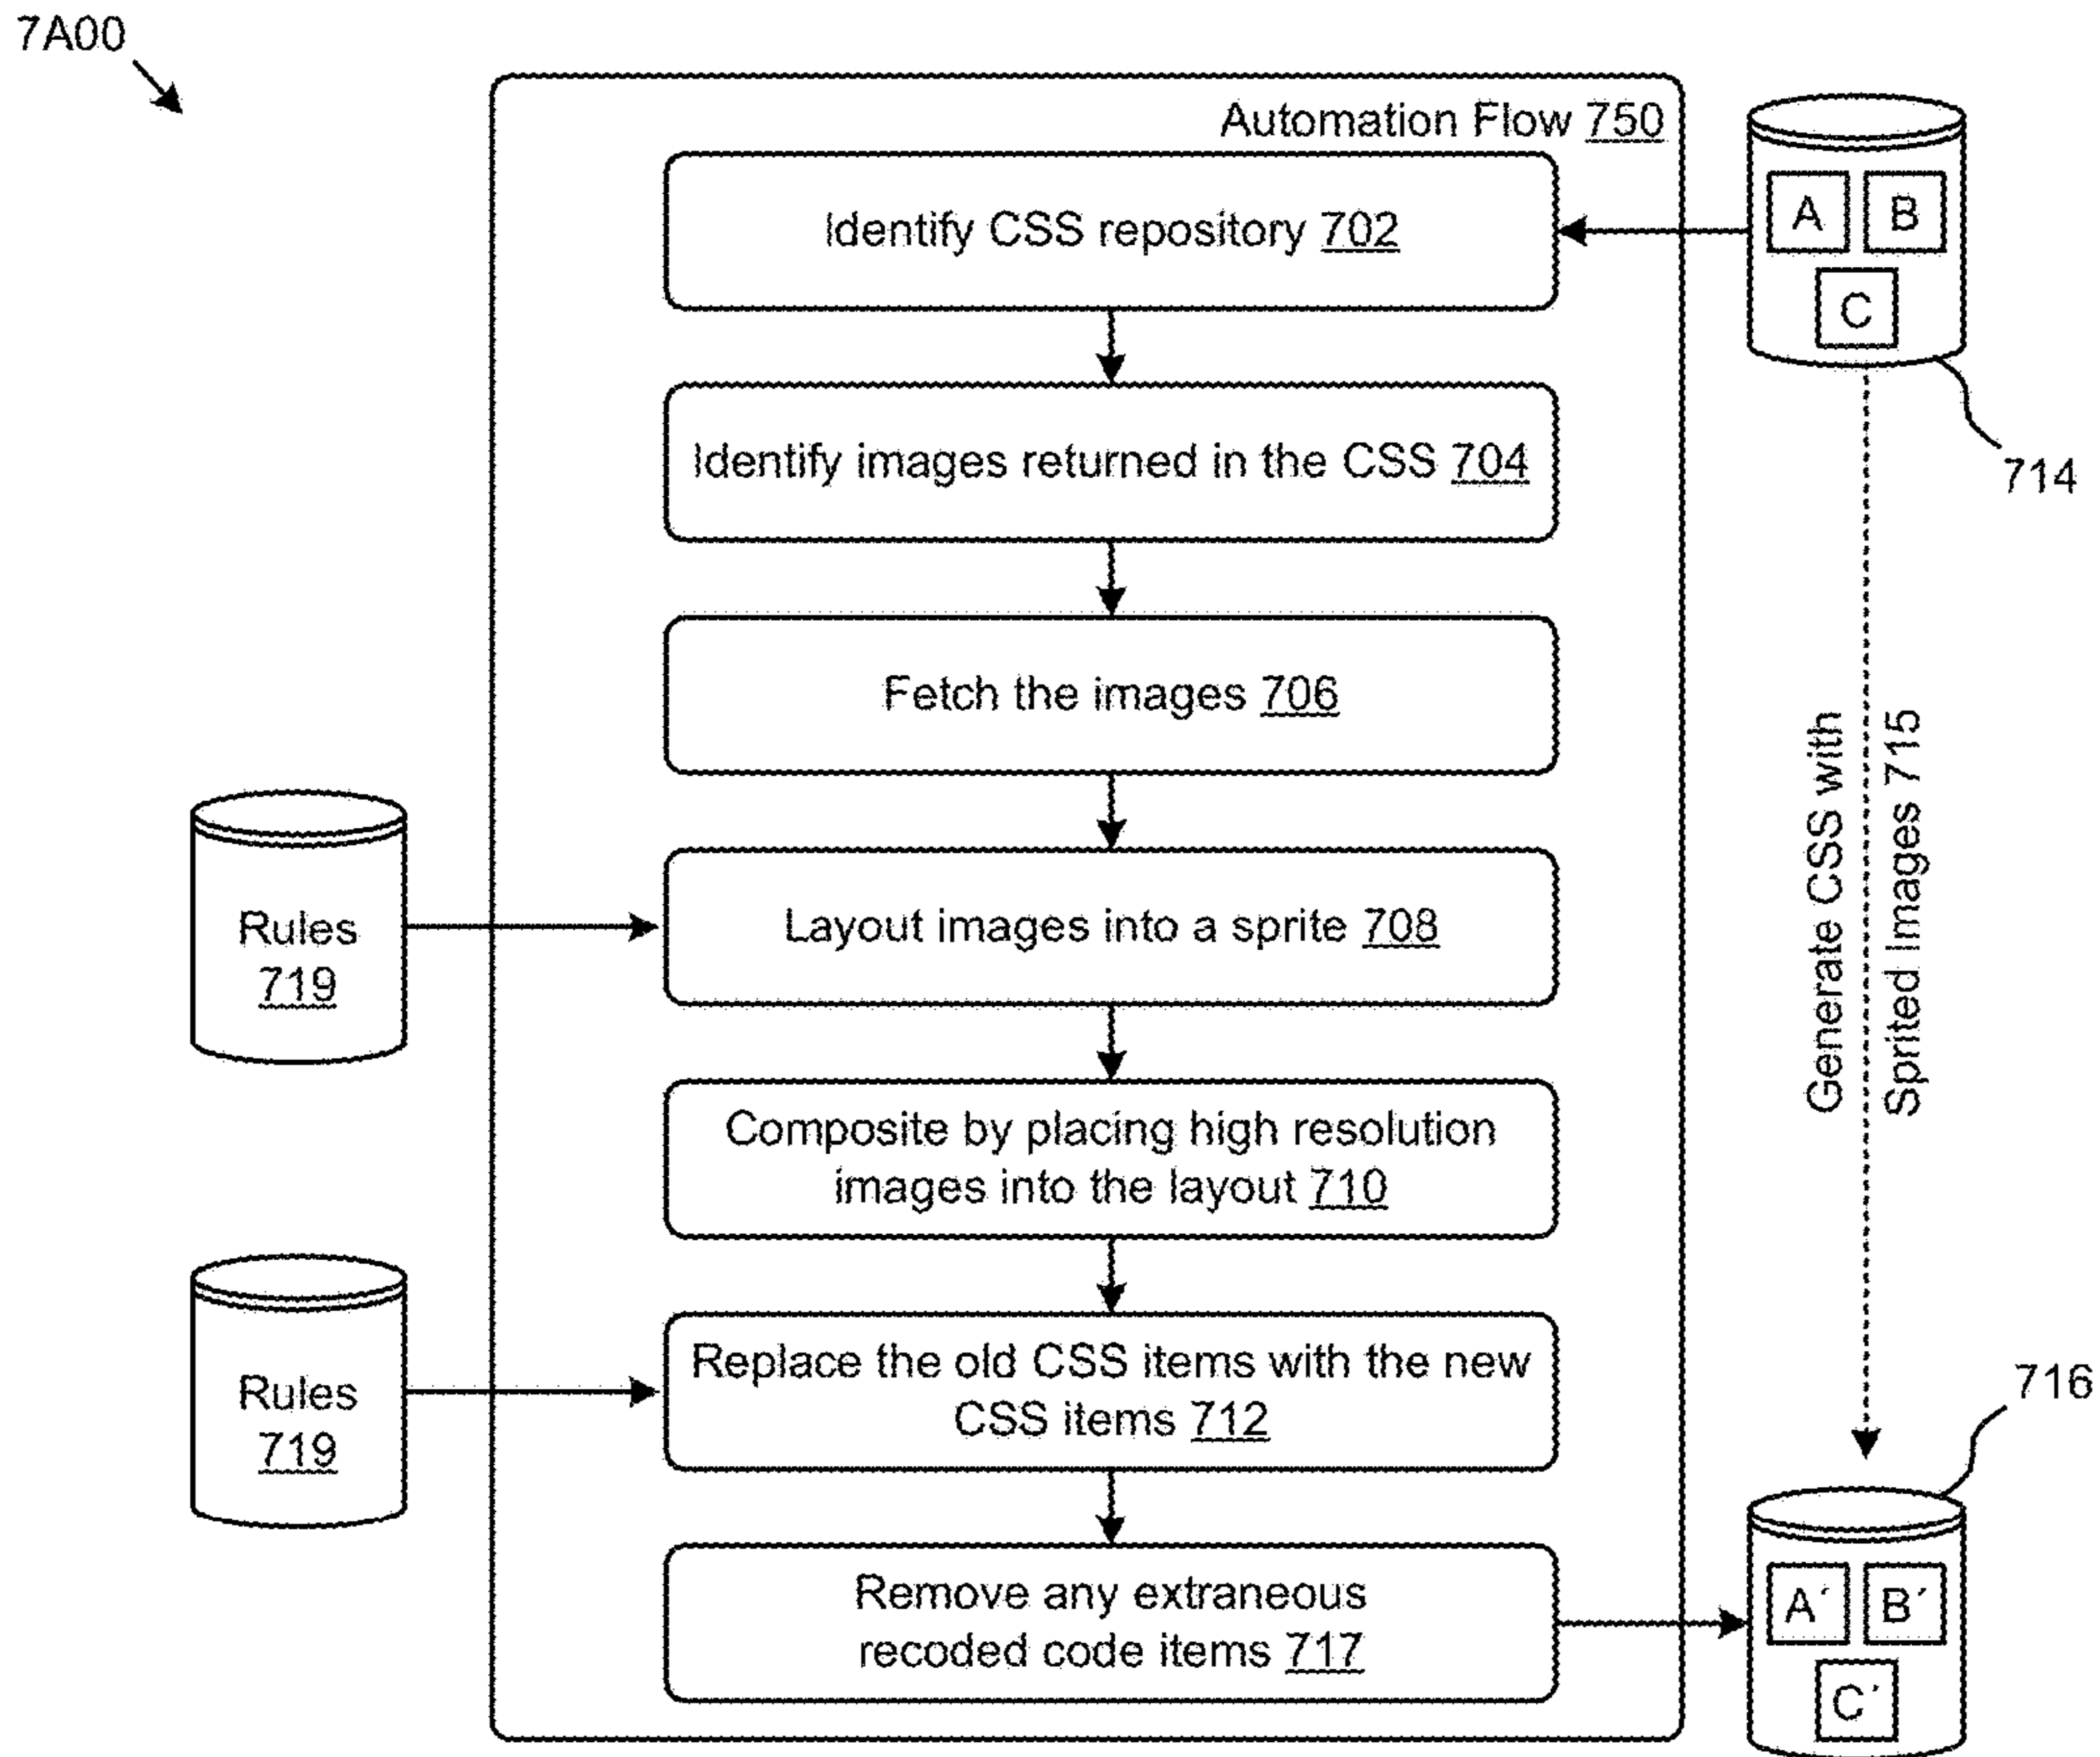 7A00
Automation Flow 750
Identify CSS repository 702
A
B
C
714
Identify images returned in the CSS 704
Fetch the images 706
Generate CSS with
Sprited Images 715
Rules
719
Layout images into a sprite 708
Composite by placing high resolution
images into the layout 710
Rules
719
Replace the old CSS items with the new
CSS items 712
716
Remove any extraneous
recoded code items 717
A´
B´
C´